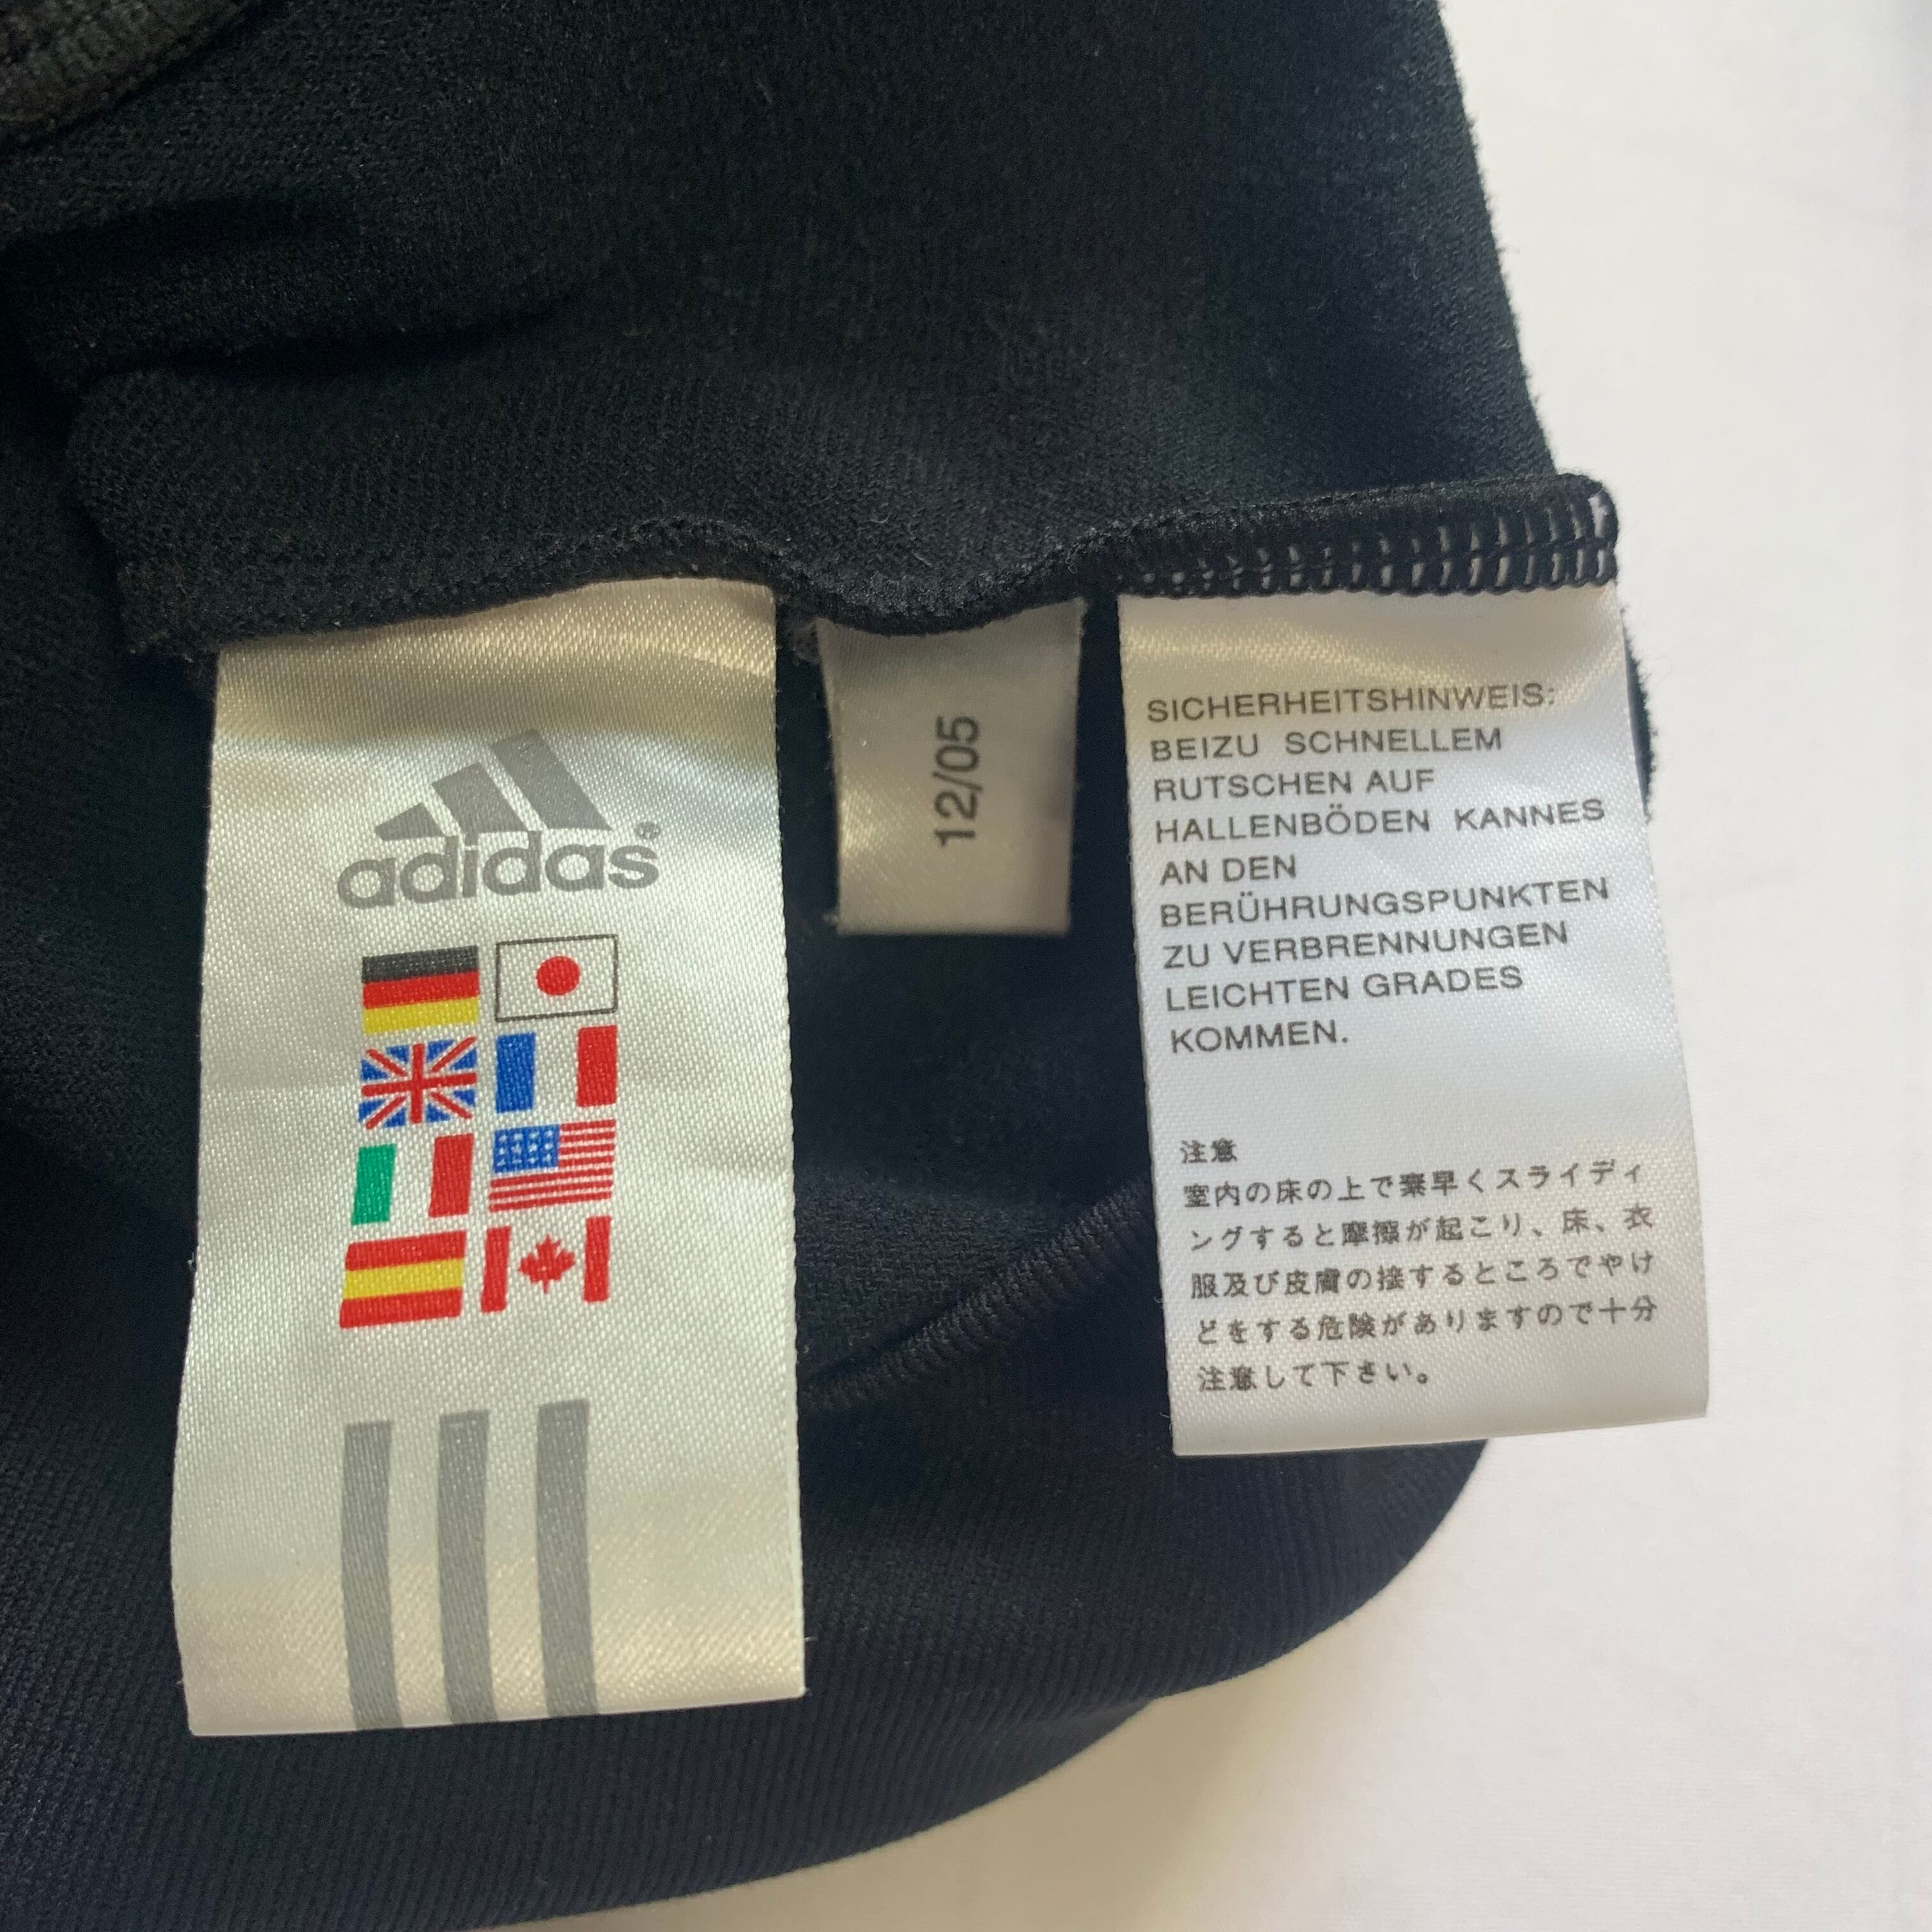 adidas®
12/05
SICHERHEITSHINWEIS:
BEIZU SCHNELLEM
RUTSCHEN AUF
HALLENBÖDEN KANNES
AN DEN
BERÜHRUNGSPUNKTEN
ZU VERBRENNUNGEN
LEICHTEN GRADES
KOMMEN.
注意
室内の床の上で素早くスライディ
ングすると摩擦が起こり、床、衣
服及び皮膚の接するところでやけ
どをする危険がありますので十分
注意して下さい。